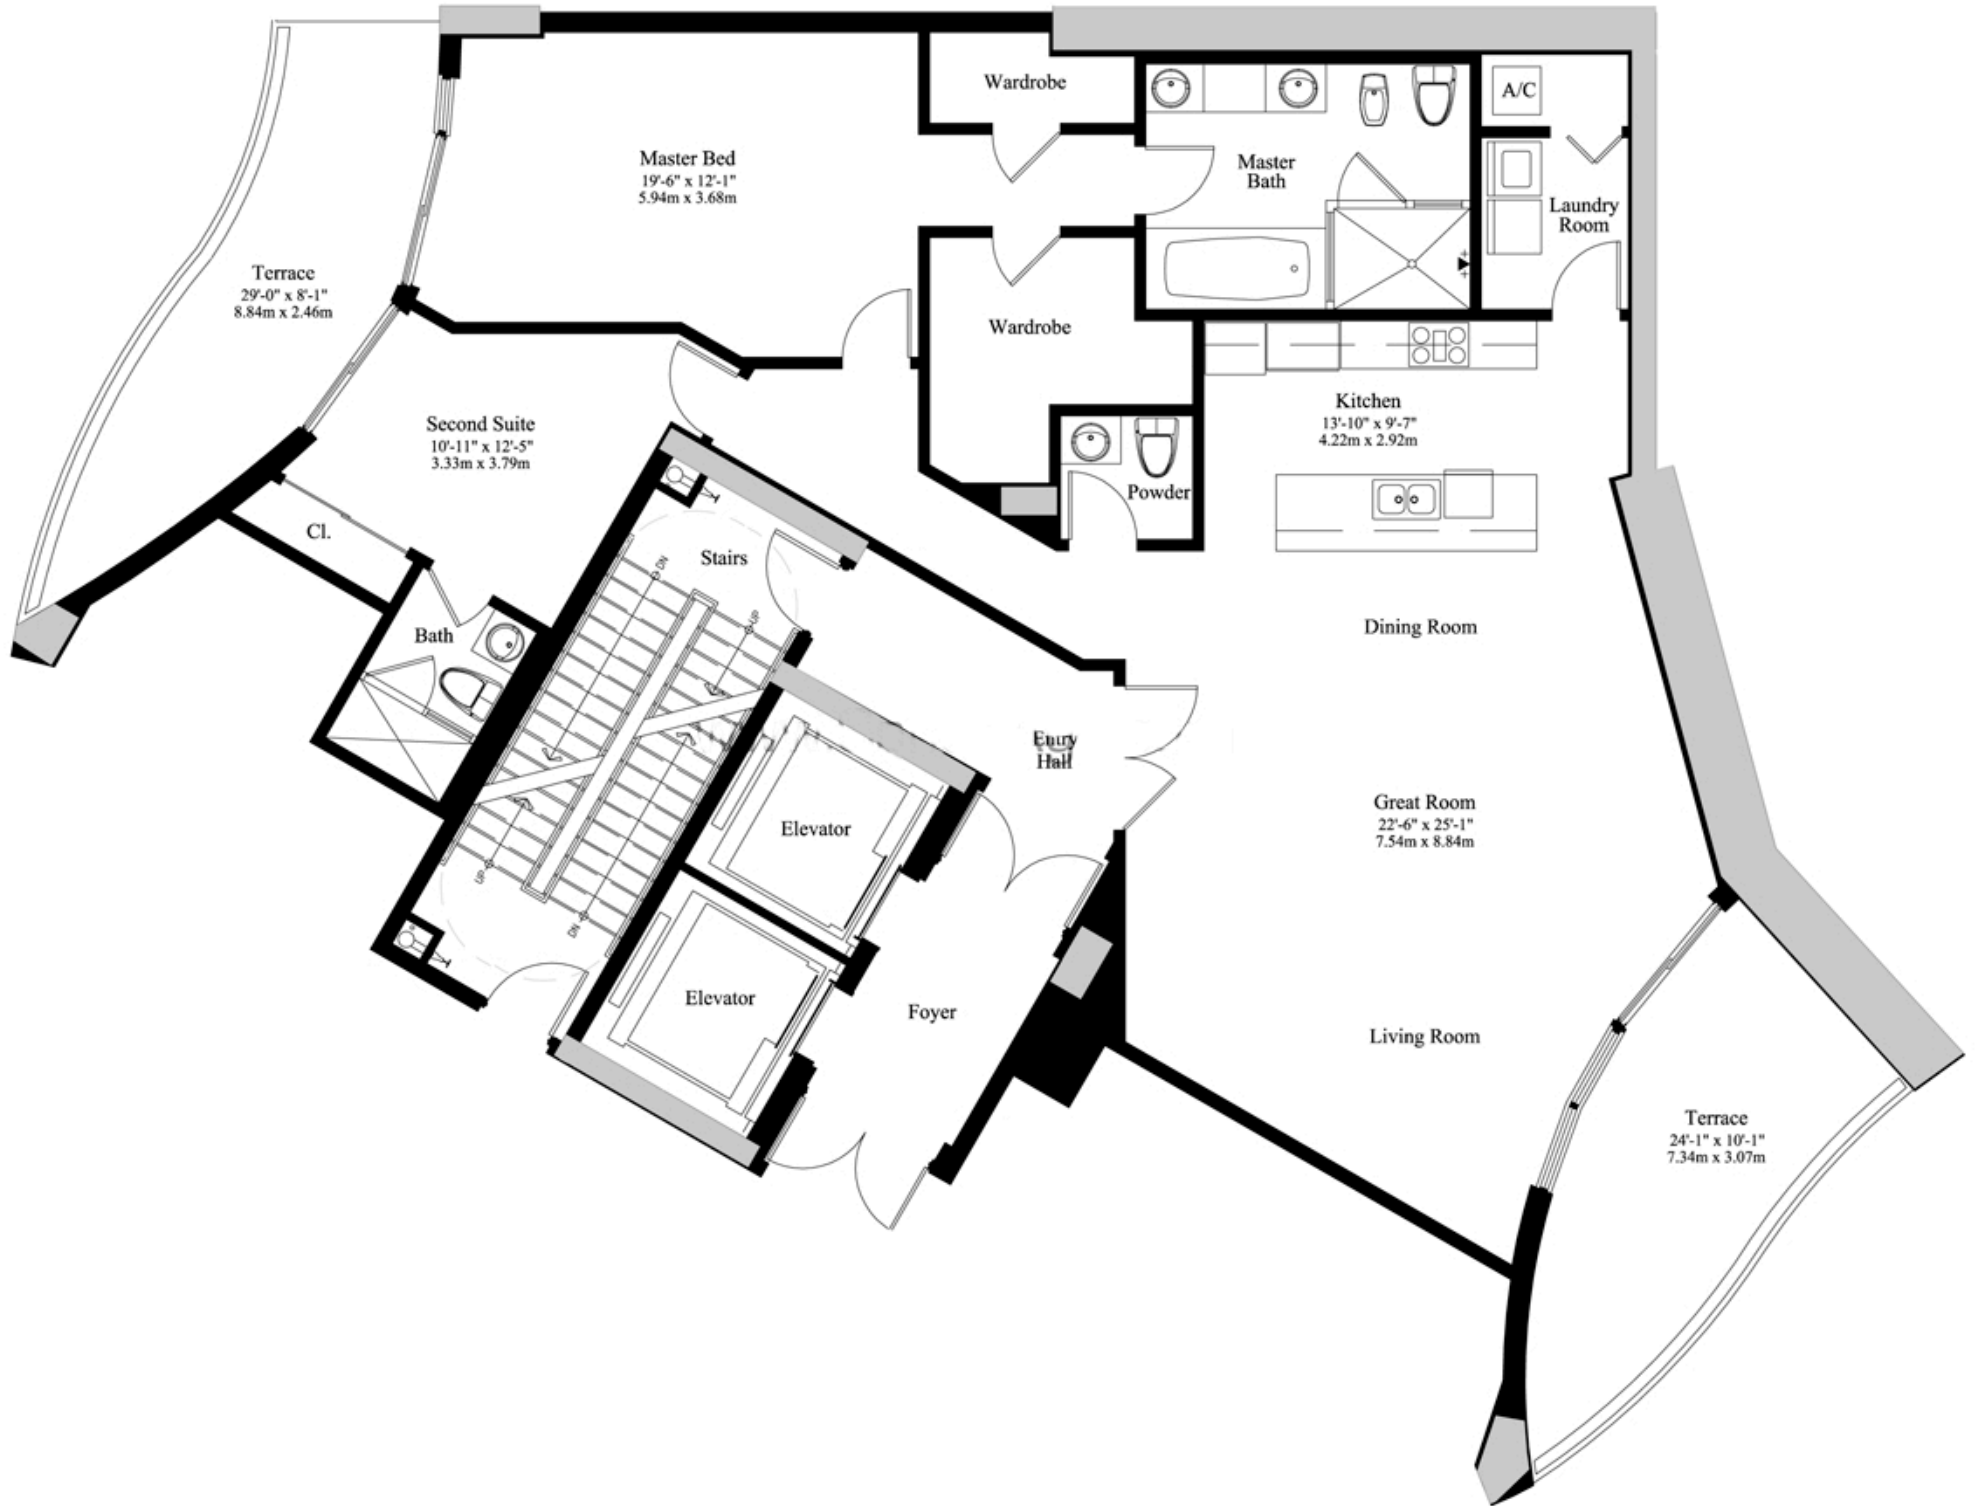 Wardrobe
A/C
Master Bed
19'-6" x 12'-1"
5.94m x 3.68m
Master
Bath
Laundry
Room
Terrace
29'-0" x 8'-1"
8.84m x 2.46m
Wardrobe
Kitchen
13'-10" x 9'-7"
4.22m x 2.92m
Second Suite
10'-11" x 12'-5"
3.33m x 3.79m
Powder
Cl.
Stairs
DN
UP
Bath
Dining Room
Entry
Hall
Great Room
22'-6" x 25'-1"
7.54m x 8.84m
Elevator
UP
DN
Elevator
Foyer
Living Room
Terrace
24'-1" x 10'-1"
7.34m x 3.07m